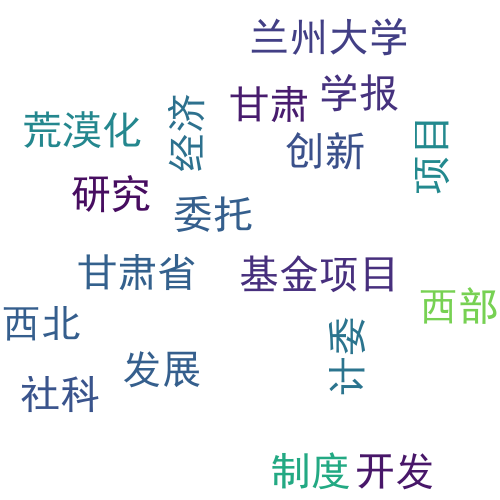 兰州大学
甘肃
学报
经济
荒漠化
创新
项目
研究
委托
甘肃省
基金项目
西部
西北
计委
发展
社科
制度
开发